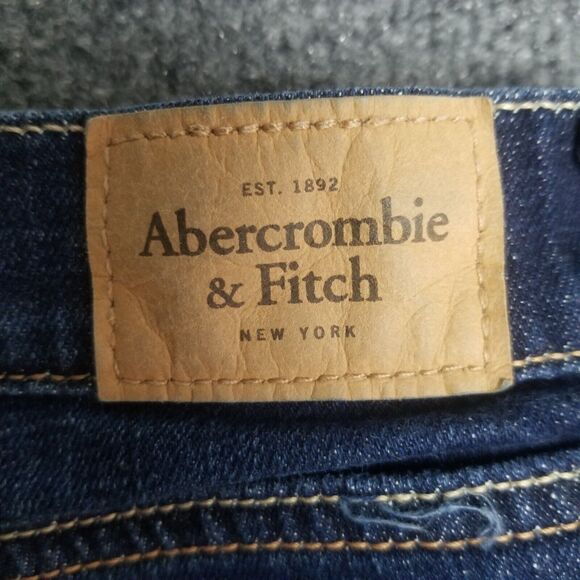 EST. 1892
Abercrombie
& Fitch
NEW YORK